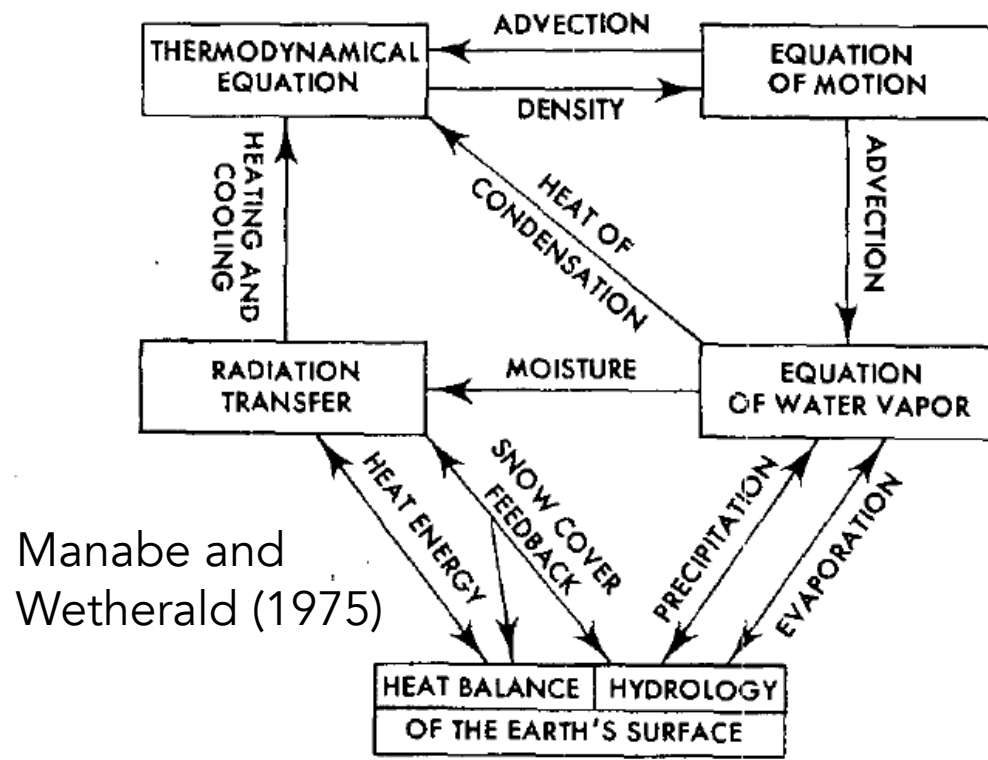 ADVECTION
THERMODYNAMICAL
EQUATION
EQUATION
OF MOTION
DENSITY
HEATING AND
COOLING
HEAT OF
CONDENSATION
ADVECTION
RADIATION
TRANSFER
MOISTURE
EQUATION
OF WATER VAPOR
HEAT ENERGY
SNOW COVER
FEEDBACK
PRECIPITATION
EVAPORATION
Manabe and
Wetherald (1975)
HEAT BALANCE
HYDROLOGY
OF THE EARTH'S SURFACE